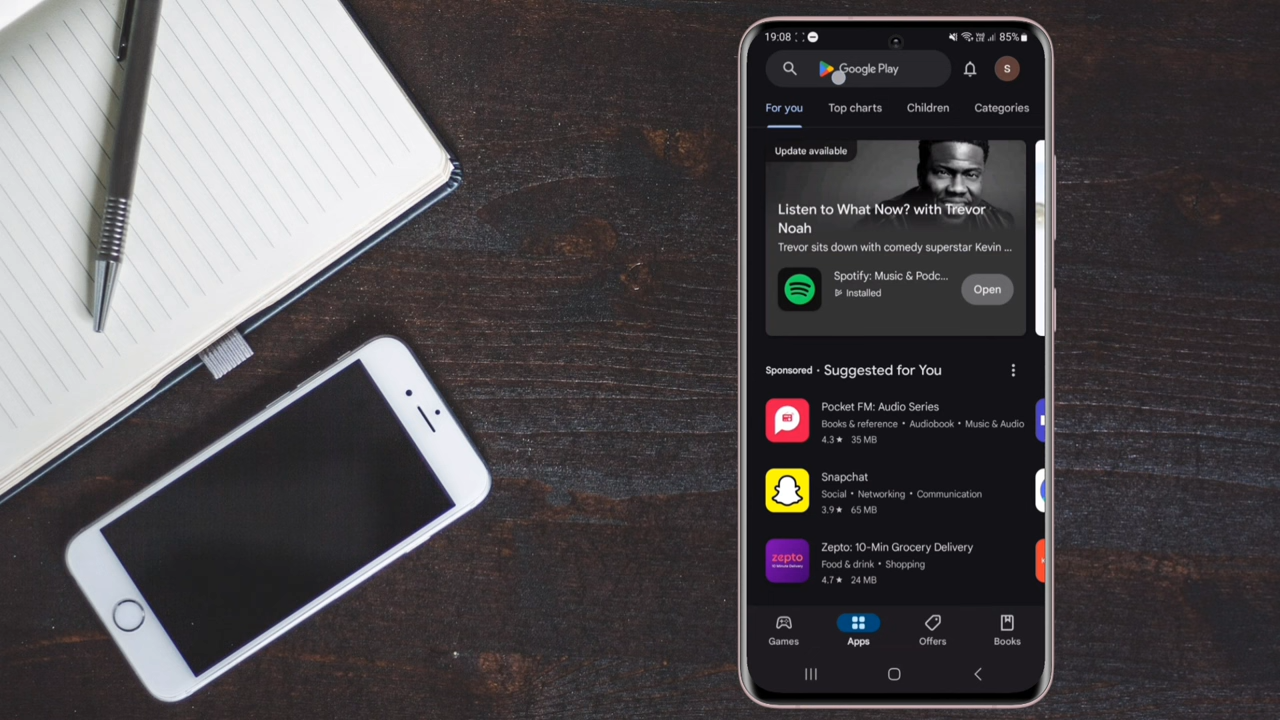 19:08
85%
Google Play
S
For you
Top charts
Children
Categories
Update available
Listen to What Now? with Trevor
Noah
Trevor sits down with comedy superstar Kevin ...
Spotify: Music & Podc...
Installed
Open
Sponsored • Suggested for You
Pocket FM: Audio Series
Books & reference • Audiobook • Music & Audio
4.3★ 35 MB
Snapchat
Social • Networking • Communication
3.9★ 65 MB
zepto
Zepto: 10-Min Grocery Delivery
Food & drink • Shopping
4.7★ 24 MB
Games
Apps
Offers
Books